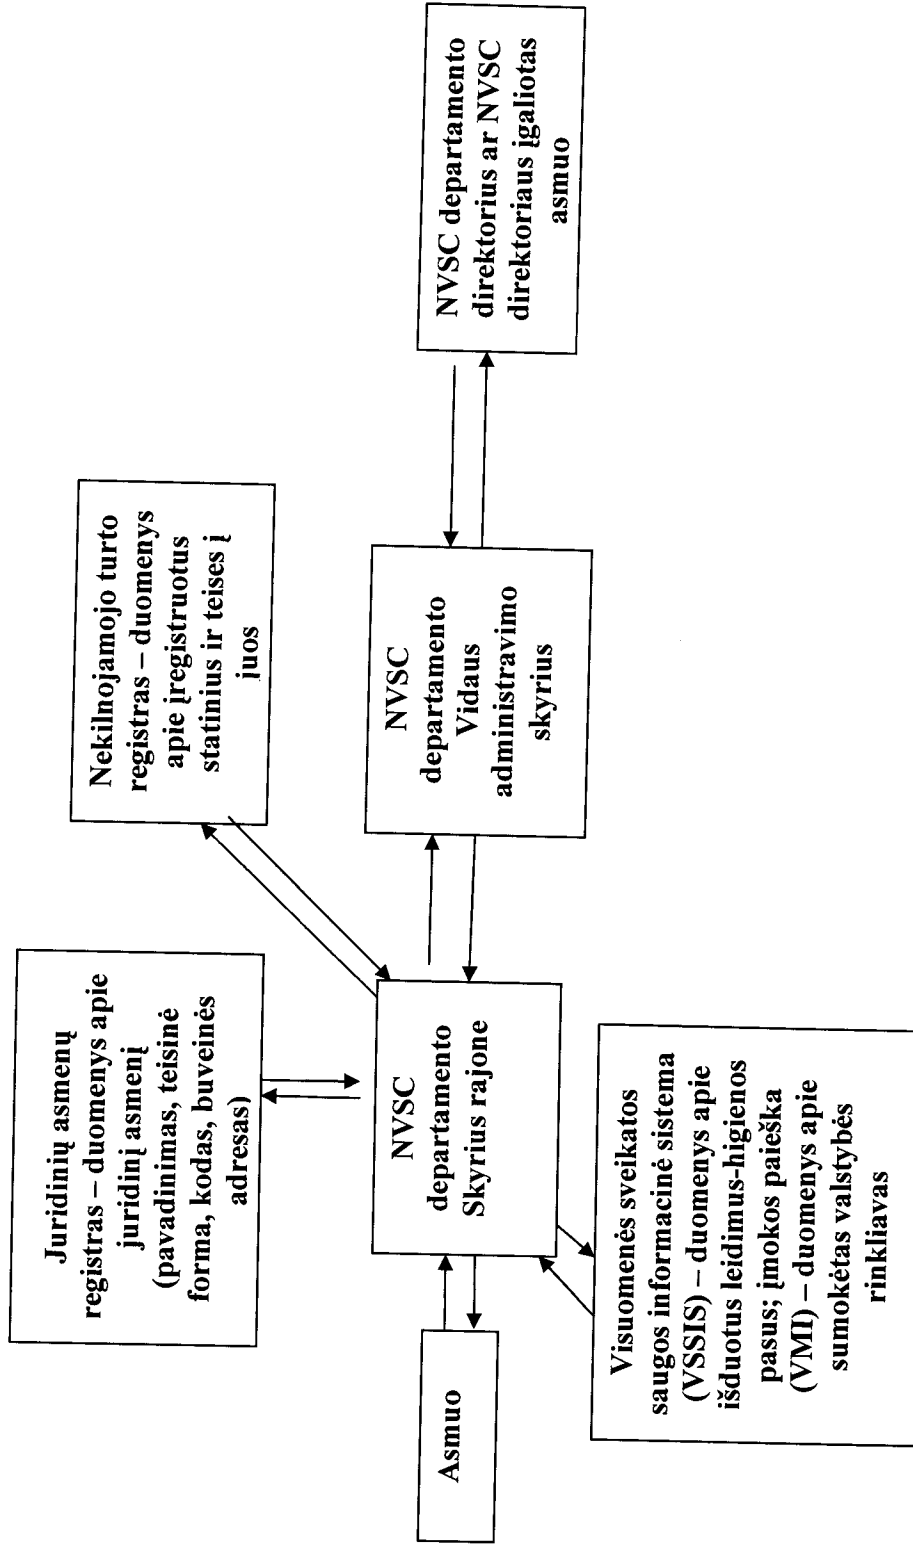 Juridinių asmenų
registras – duomenys apie
juridinį asmenį
(pavadinimas, teisinė
forma, kodas, buveinės
adresas)
Nekilnojamojo turto
registras – duomenys
apie įregistruotus
statinius ir teises į
juos
Asmuo
NVSC
departamento
Skyrius rajone
NVSC
departamento
Vidaus
administravimo
skyrius
NVSC departamento
direktorius ar NVSC
direktoriaus įgaliotas
asmuo
Visuomenės sveikatos
saugos informacinė sistema
(VSSIS) – duomenys apie
išduotus leidimus-higienos
pasus; įmokos paieška
(VMI) – duomenys apie
sumokėtas valstybės
rinkliavas